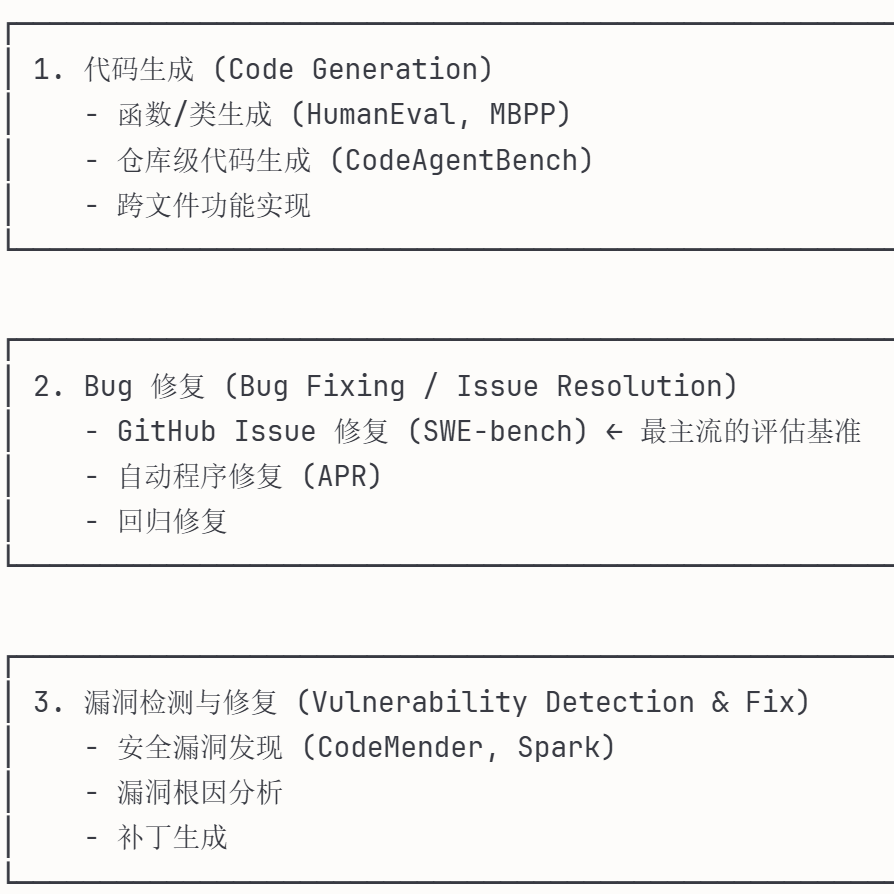 1. 代码生成 (Code Generation)
- 函数/类生成 (HumanEval, MBPP)
- 仓库级代码生成 (CodeAgentBench)
- 跨文件功能实现
2. Bug 修复 (Bug Fixing / Issue Resolution)
- GitHub Issue 修复 (SWE-bench) ← 最主流的评估基准
- 自动程序修复 (APR)
- 回归修复
3. 漏洞检测与修复 (Vulnerability Detection & Fix)
- 安全漏洞发现 (CodeMender, Spark)
- 漏洞根因分析
- 补丁生成